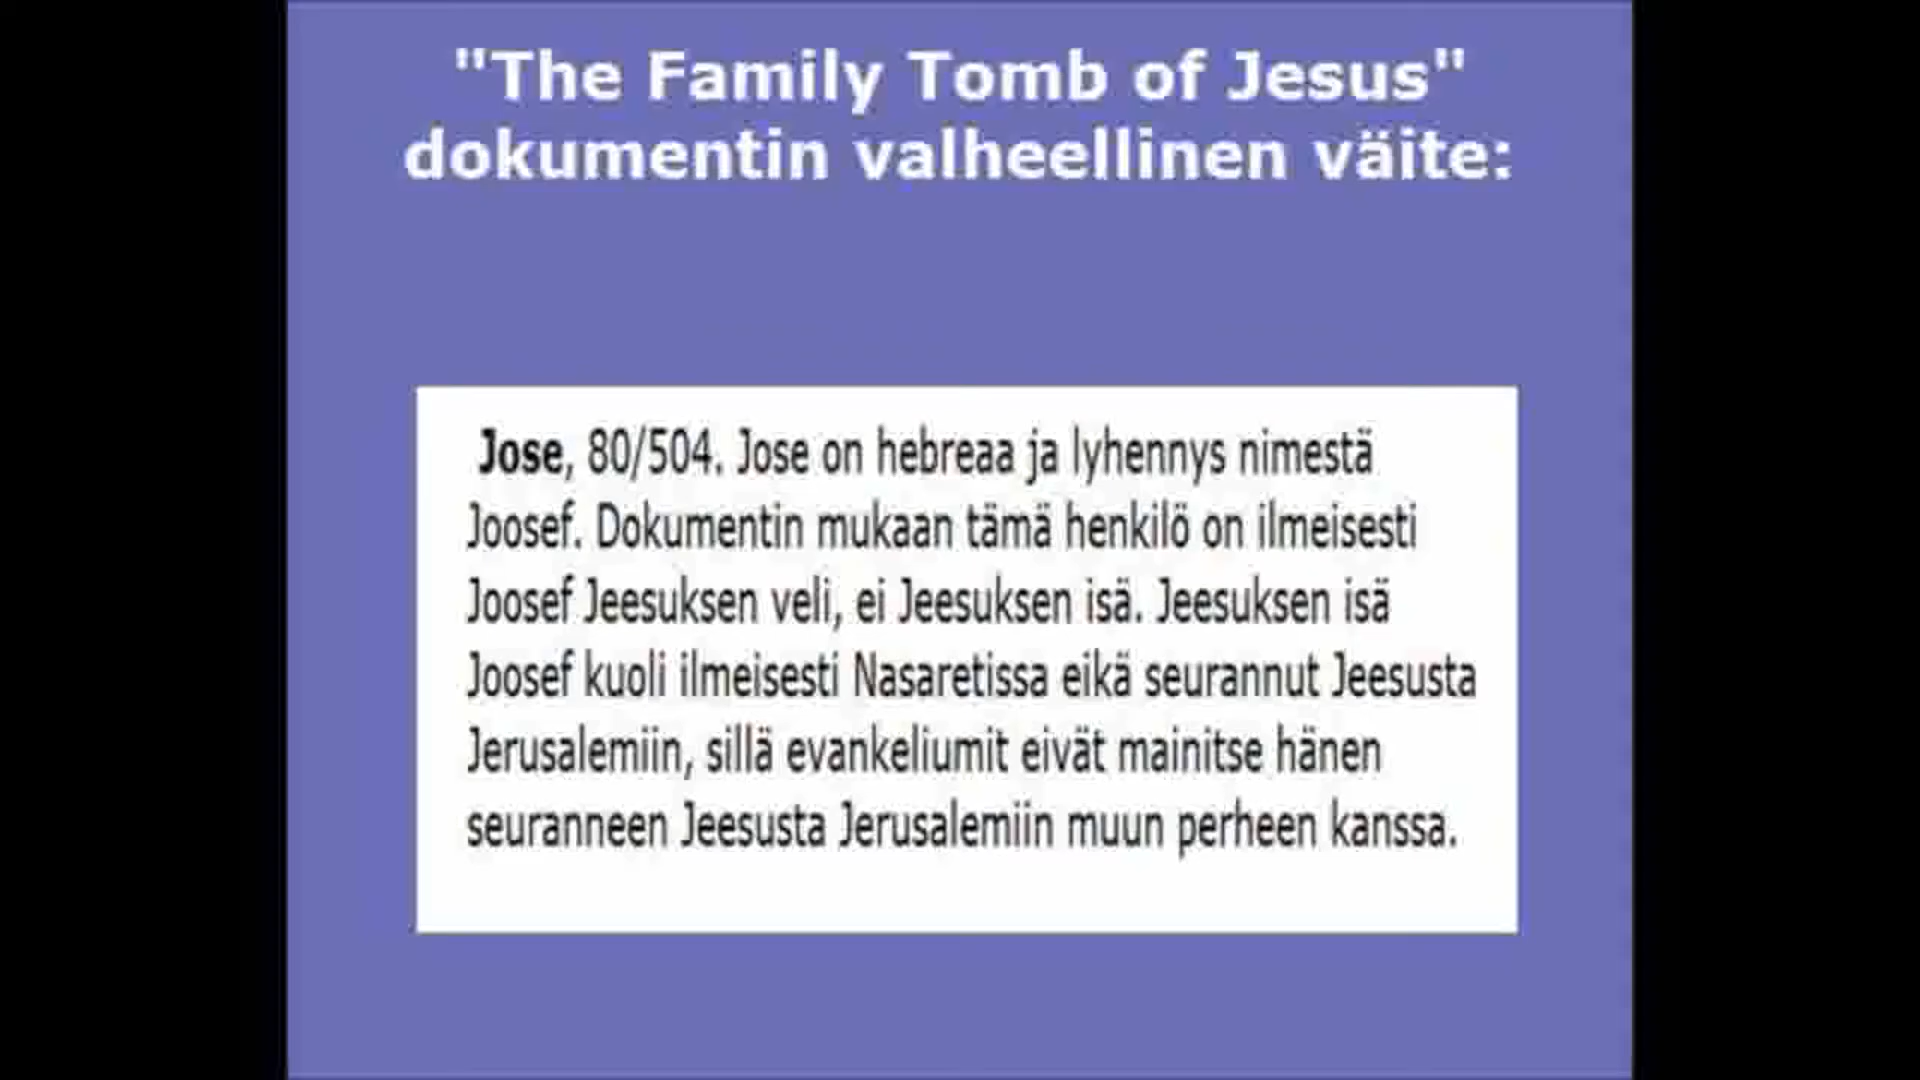 "The Family Tomb of Jesus"
dokumentin valheellinen väite:
Jose, 80/504. Jose on hebreaa ja lyhennys nimestä
Joosef. Dokumentin mukaan tämä henkilö on ilmeisesti
Joosef Jeesuksen veli, ei Jeesuksen isä. Jeesuksen isä
Joosef kuoli ilmeisesti Nasaretissa eikä seurannut Jeesusta
Jerusalemiin, sillä evankeliumit eivät mainitse hänen
seuranneen Jeesusta Jerusalemiin muun perheen kanssa.